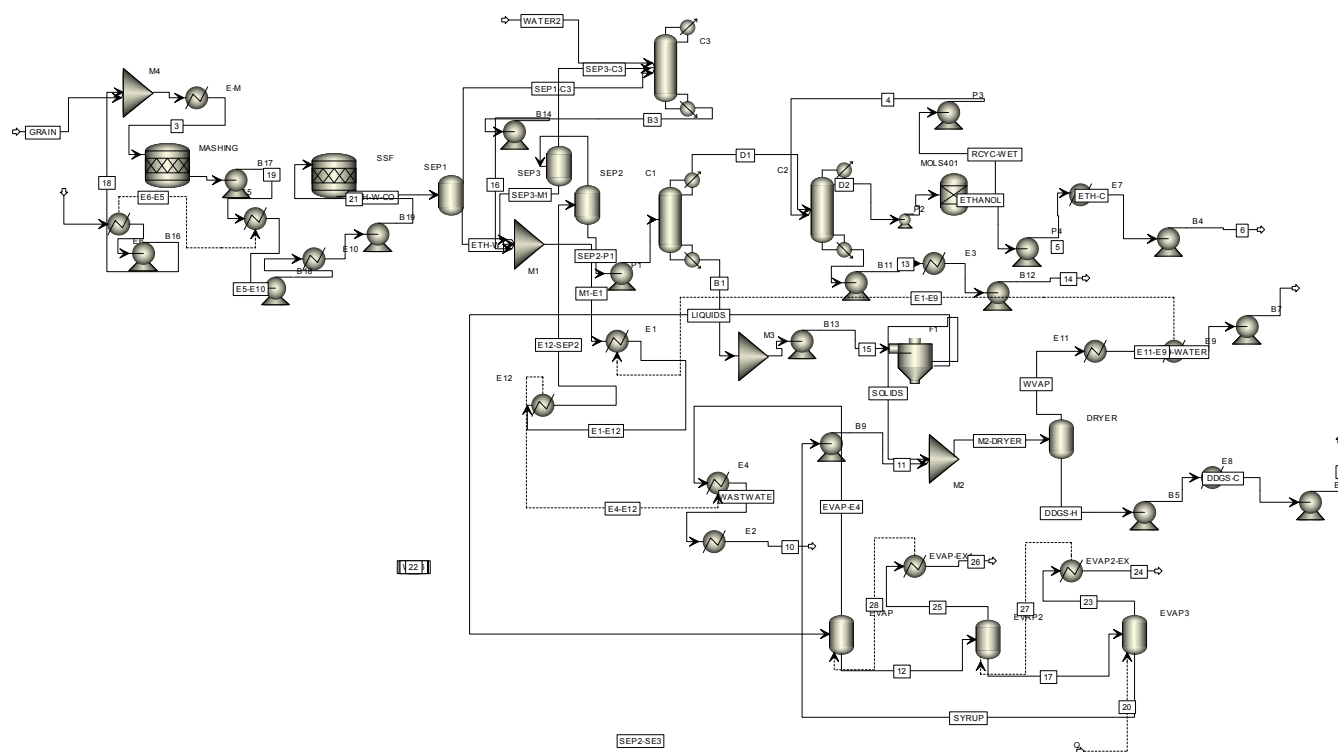 WATER2
C3
SEP3-C3
M4
E-M
SEP1-C3
GRAIN
3
4
P3
B14
B3
MASHING
B17
SSF
SEP1
SEP3
SEP2
C1
D1
C2
MOLS401
RCYC-WET
18
19
E6-E5
21
16
SEP3-M1
D2
P2
ETHANOL
E7
ETH-C
B19
B4
6
B16
E10
M1
SEP2-P1
P4
5
B11
13
E3
B12
14
E5-E10
B18
M1-E1
B1
E1-E9
LIQUIDS
M3
B13
15
F1
E1
E11
E11-E9
E9
B7
E12-SEP2
E12
WVAP
SOLIDS
DRYER
E1-E12
B9
M2-DRYER
11
M2
E4
WASTWATE
E8
DDGS-C
B5
DDGS-H
E4-E12
EVAP-E4
E2
10
22
26
EVAP2-EX
24
28
25
27
23
EVAP
EVAP2
EVAP3
12
17
20
SYRUP
SEP2-SE3
Q